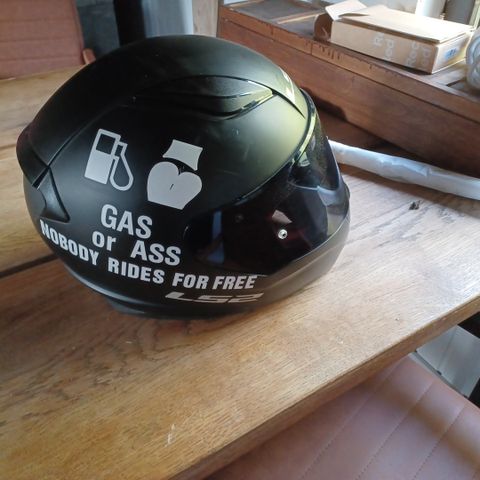 GAS
or ASS
NOBODY RIDES FOR FREE
LS2